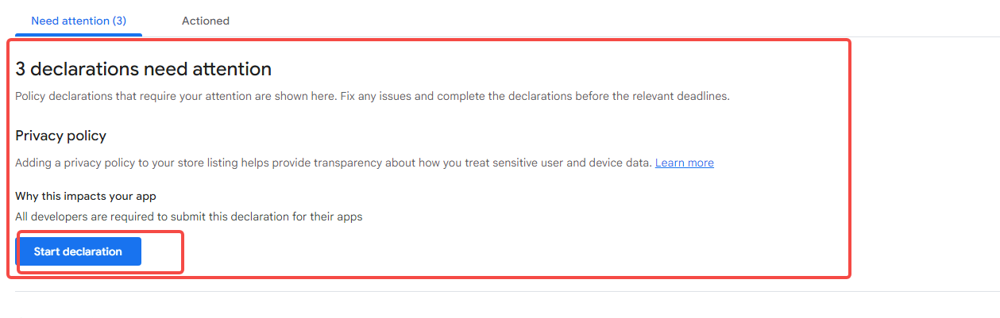 Need attention (3)
Actioned
3 declarations need attention
Policy declarations that require your attention are shown here. Fix any issues and complete the declarations before the relevant deadlines.
Privacy policy
Adding a privacy policy to your store listing helps provide transparency about how you treat sensitive user and device data. Learn more
Why this impacts your app
All developers are required to submit this declaration for their apps
Start declaration